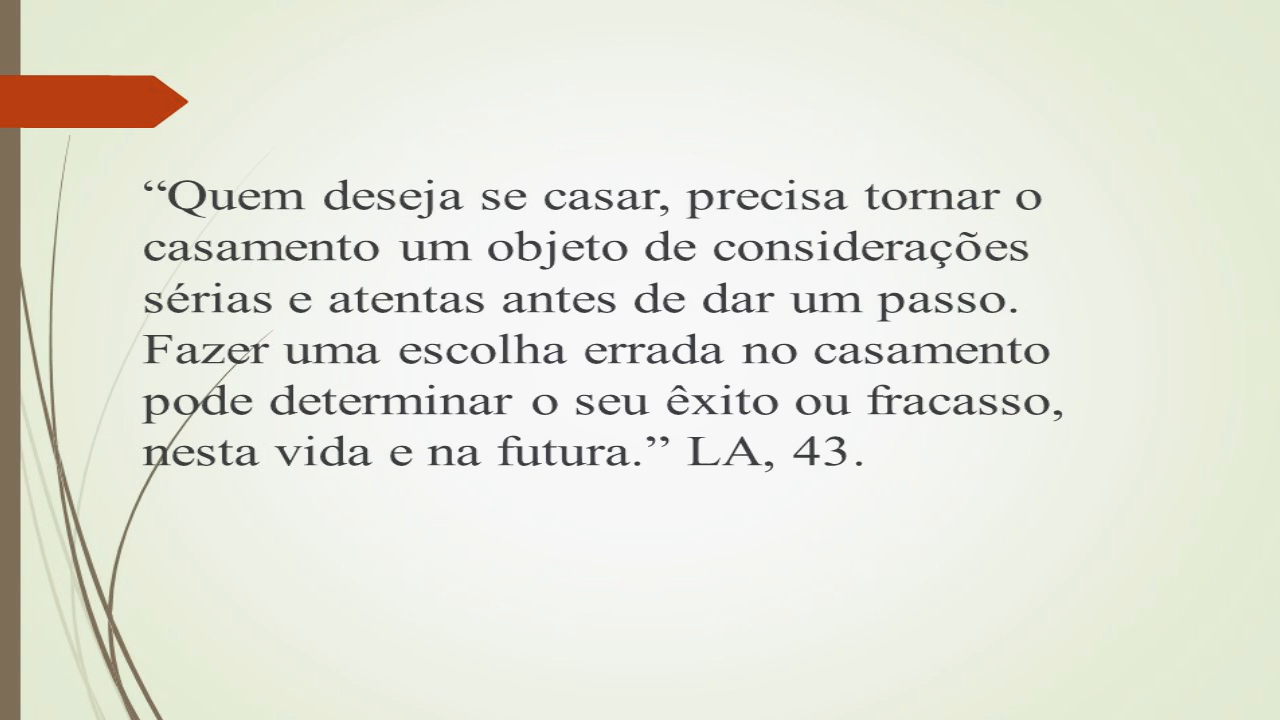 “Quem deseja se casar, precisa tornar o
casamento um objeto de considerações
sérias e atentas antes de dar um passo.
Fazer uma escolha errada no casamento
pode determinar o seu êxito ou fracasso,
nesta vida e na futura.” LA, 43.